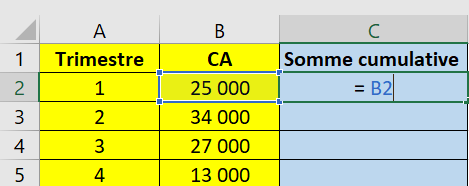 A B C
1 Trimestre CA Somme cumulative
2 1 25 000 = B2
3 2 34 000
4 3 27 000
5 4 13 000